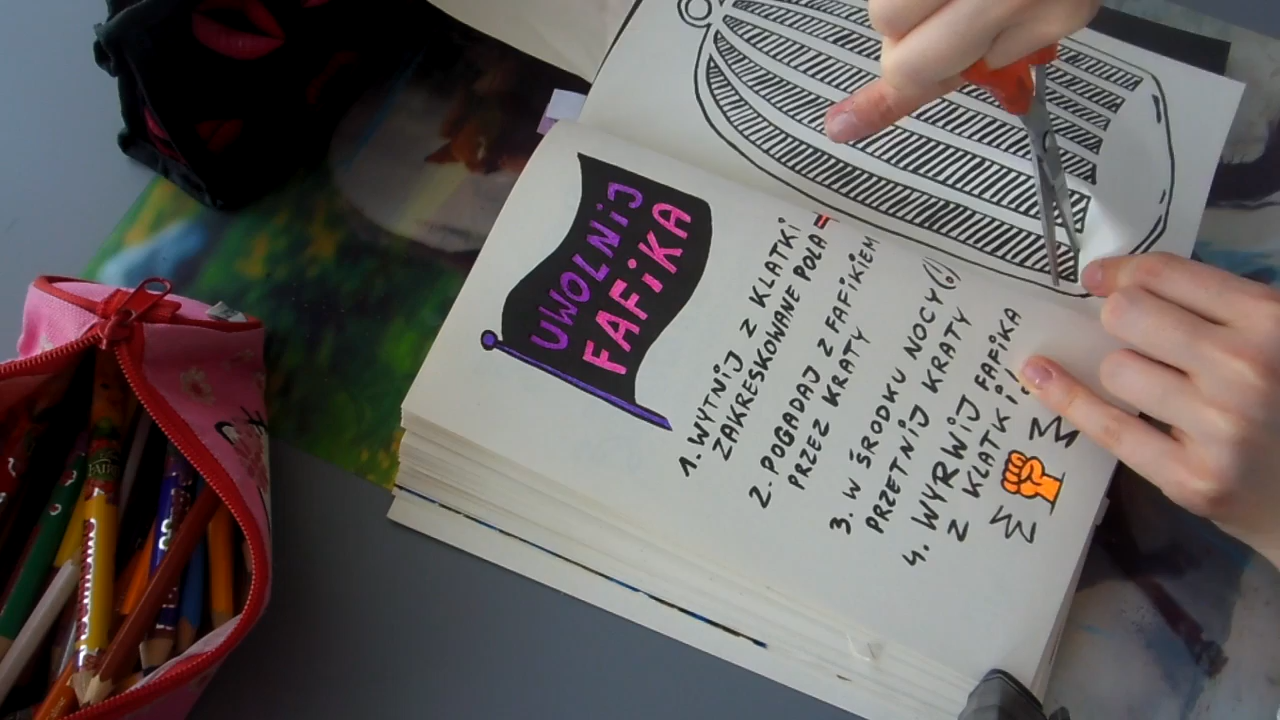 UWOLNiJ
FAFiKA
1. WYTNIJ Z KLATKi
ZAKRESKOWANE POLA
2. POGADAJ Z FAFiKiEM
PRZEZ KRATY
3. W ŚRODKU NOCY (!)
PRZETNiJ KRATY
4. WYRWiJ FAFiKA
Z KLATKi!